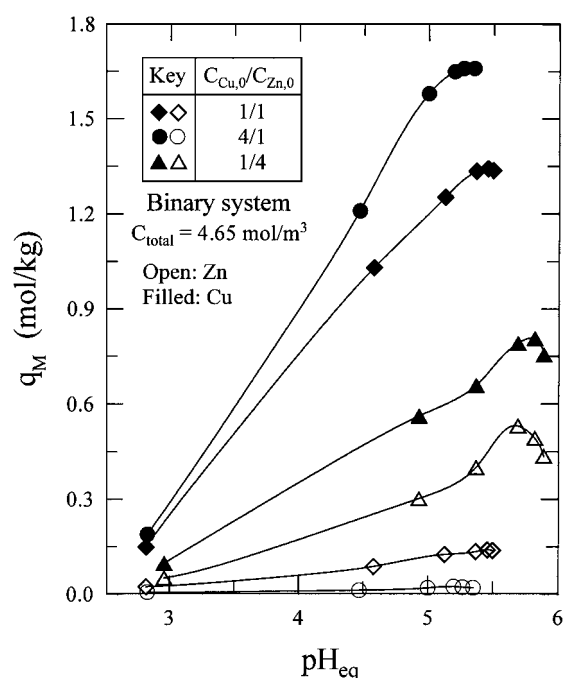 1.8
1.5
1.2
0.9
0.6
0.3
0.0
q_M (mol/kg)
Key C_Cu,0/C_Zn,0
◆◇ 1/1
●○ 4/1
▲△ 1/4
Binary system
C_total = 4.65 mol/m³
Open: Zn
Filled: Cu
3 4 5 6
pH_eq